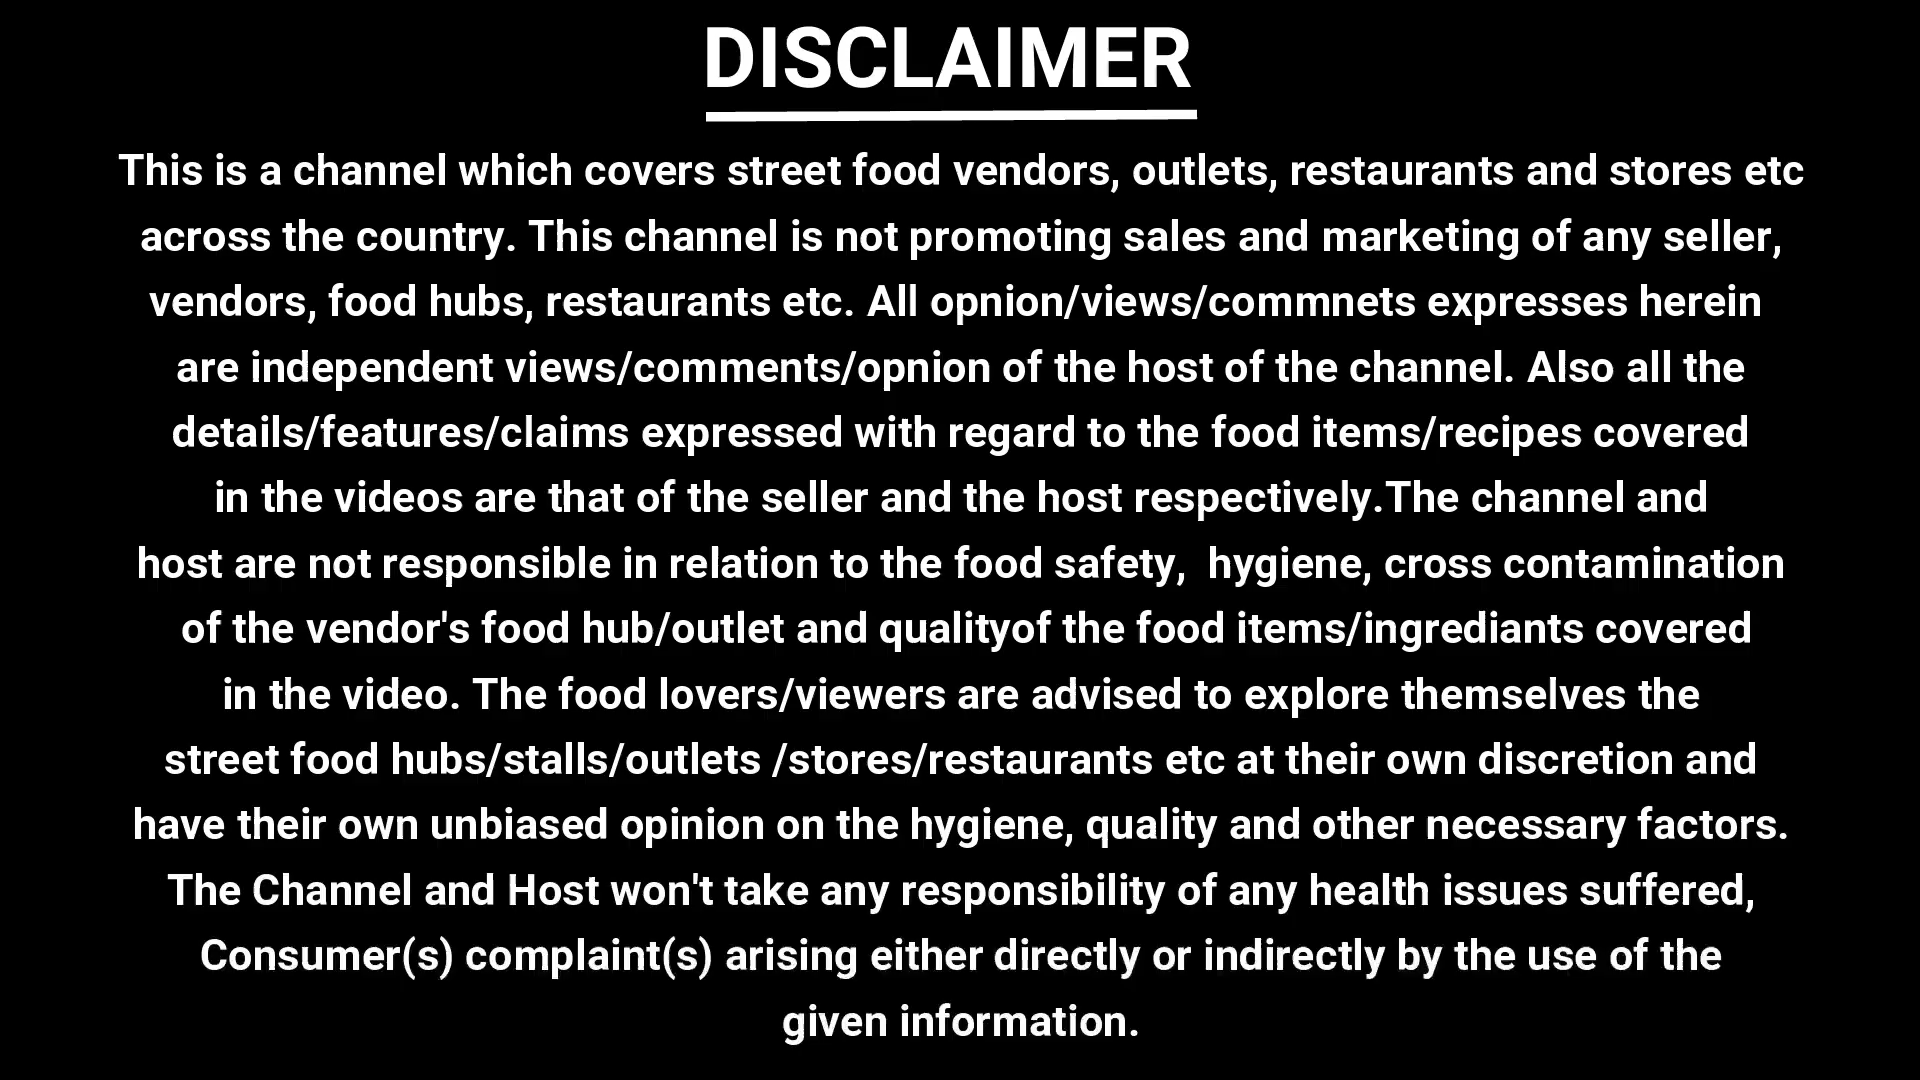 DISCLAIMER
This is a channel which covers street food vendors, outlets, restaurants and stores etc
across the country. This channel is not promoting sales and marketing of any seller,
vendors, food hubs, restaurants etc. All opnion/views/commnets expresses herein
are independent views/comments/opnion of the host of the channel. Also all the
details/features/claims expressed with regard to the food items/recipes covered
in the videos are that of the seller and the host respectively.The channel and
host are not responsible in relation to the food safety,  hygiene, cross contamination
of the vendor's food hub/outlet and qualityof the food items/ingrediants covered
in the video. The food lovers/viewers are advised to explore themselves the
street food hubs/stalls/outlets /stores/restaurants etc at their own discretion and
have their own unbiased opinion on the hygiene, quality and other necessary factors.
The Channel and Host won't take any responsibility of any health issues suffered,
Consumer(s) complaint(s) arising either directly or indirectly by the use of the
given information.